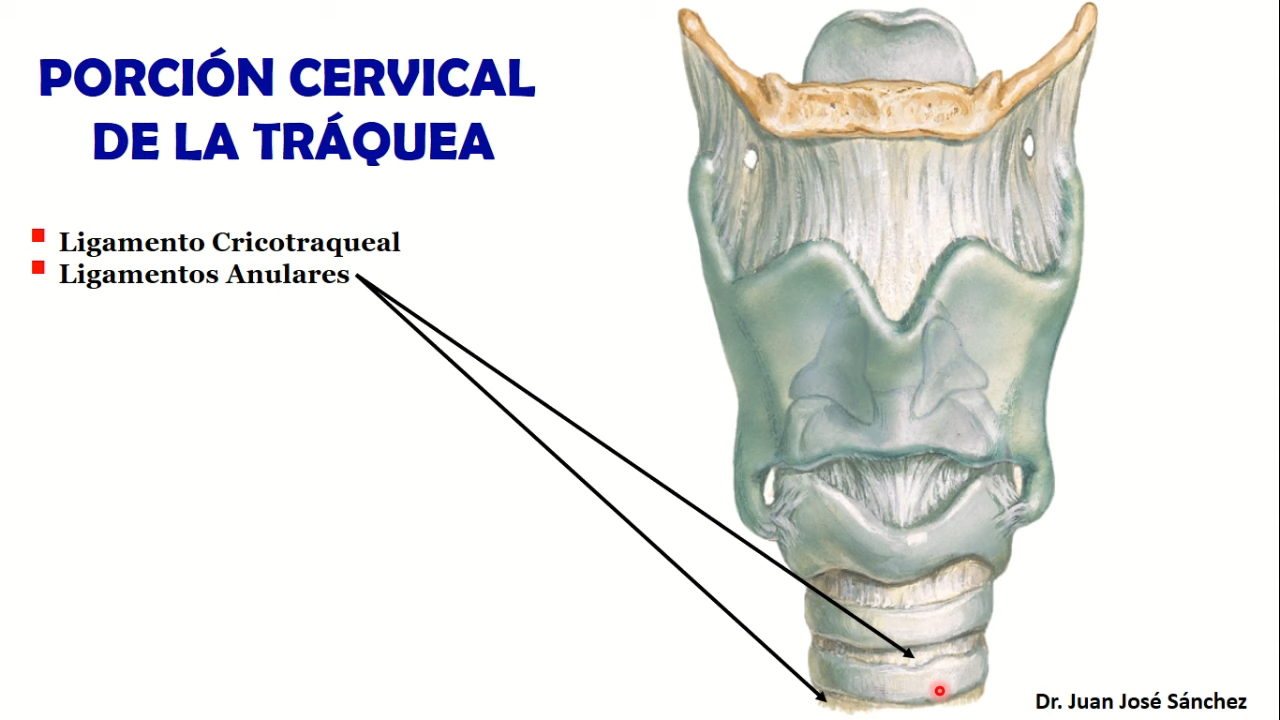 PORCIÓN CERVICAL
DE LA TRÁQUEA
Ligamento Cricotraqueal
Ligamentos Anulares
Dr. Juan José Sánchez